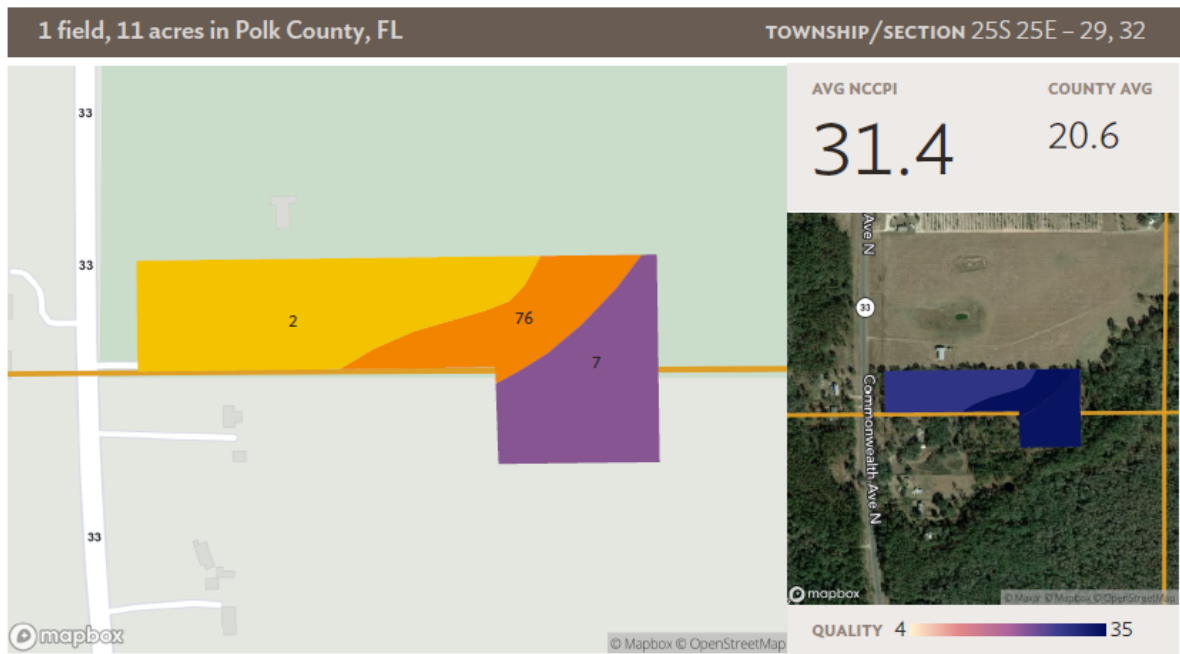 1 field, 11 acres in Polk County, FL
TOWNSHIP/SECTION 25S 25E – 29, 32
33
33
2
76
7
33
mapbox
© Mapbox © OpenStreetMap
AVG NCCPI
COUNTY AVG
31.4
20.6
Ave N
33
Commonwealth Ave N
mapbox
© Maxar © Mapbox © OpenStreetMap
QUALITY 4 35